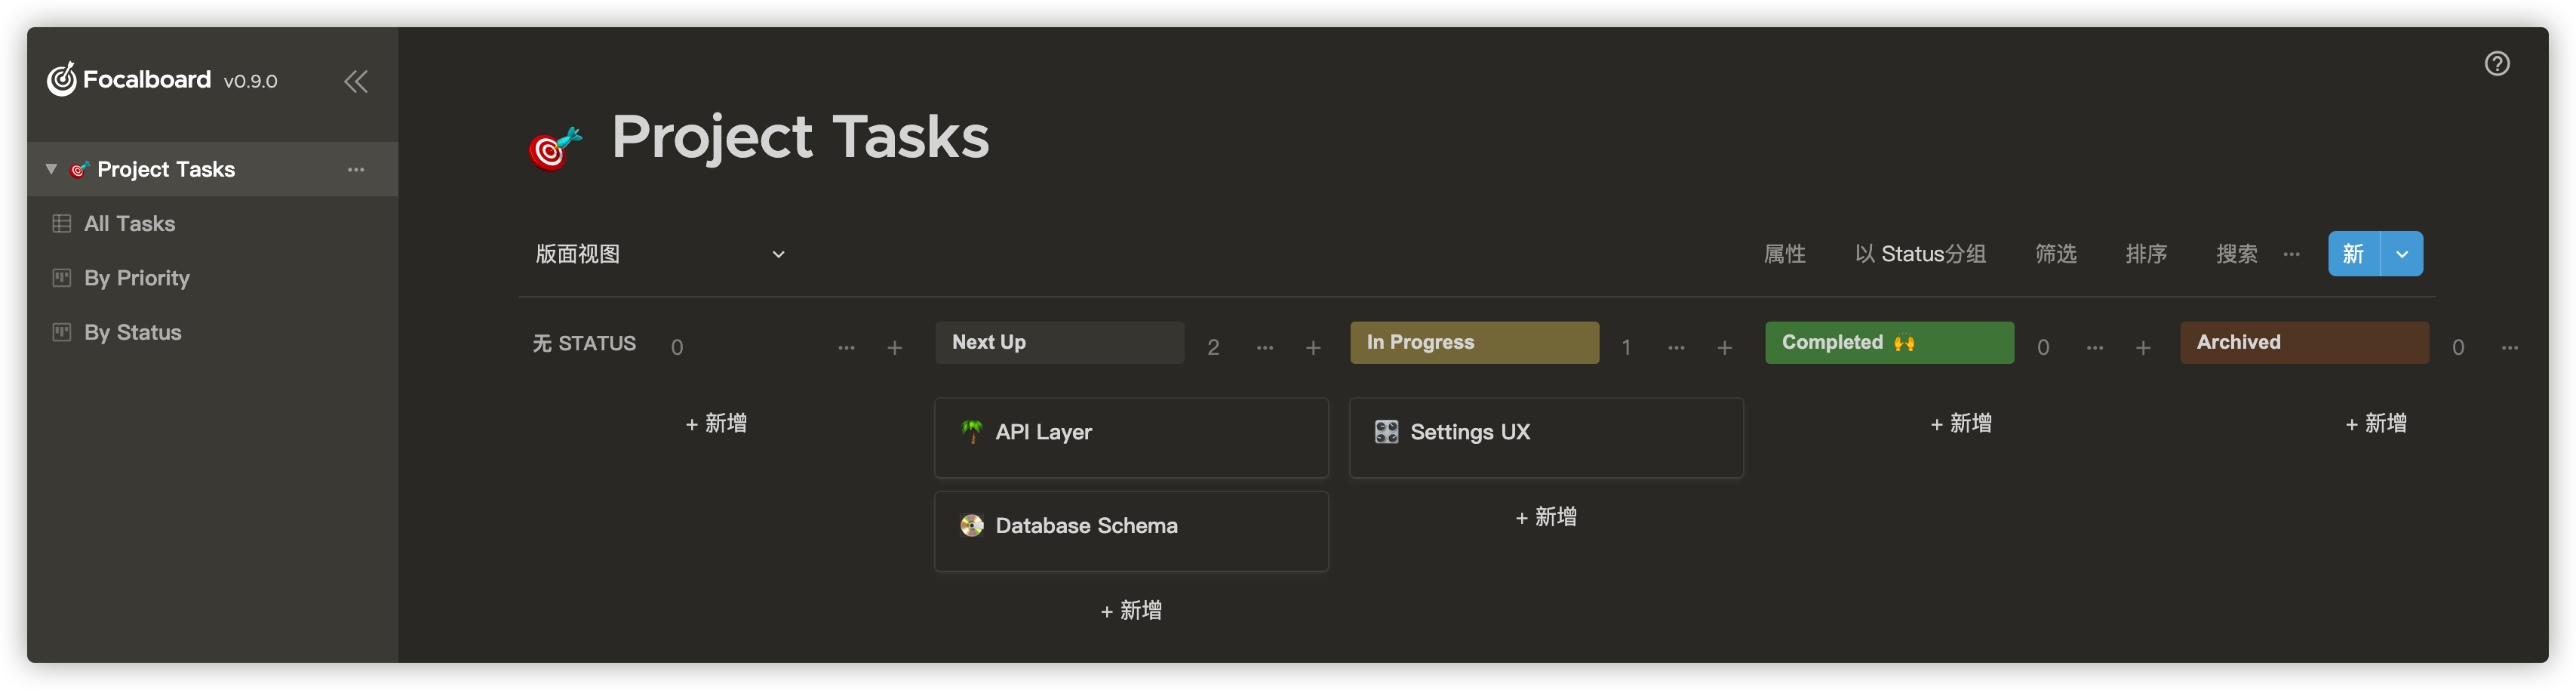 Focalboard v0.9.0
Project Tasks
All Tasks
By Priority
By Status
Project Tasks
版面视图
属性 以 Status分组 筛选 排序 搜索 新
无 STATUS 0 Next Up 2 In Progress 1 Completed 🙌 0 Archived 0
+ 新增 API Layer Settings UX + 新增 + 新增
Database Schema + 新增
+ 新增